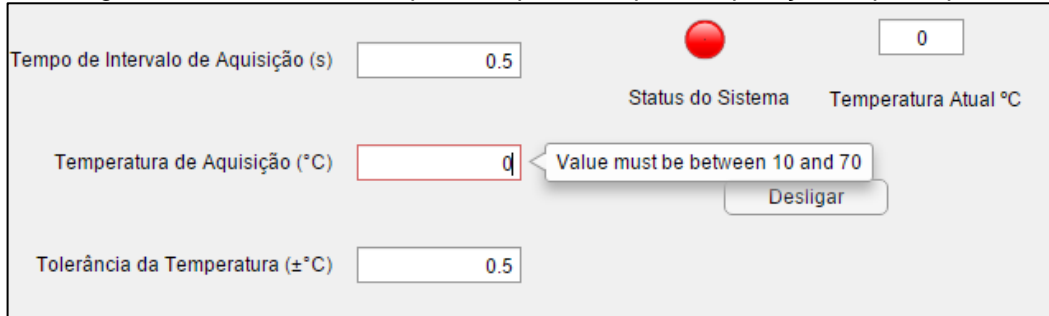 0
Tempo de Intervalo de Aquisição (s) 0.5
Status do Sistema Temperatura Atual ºC
Temperatura de Aquisição (°C) 0 Value must be between 10 and 70
Desligar
Tolerância da Temperatura (±°C) 0.5